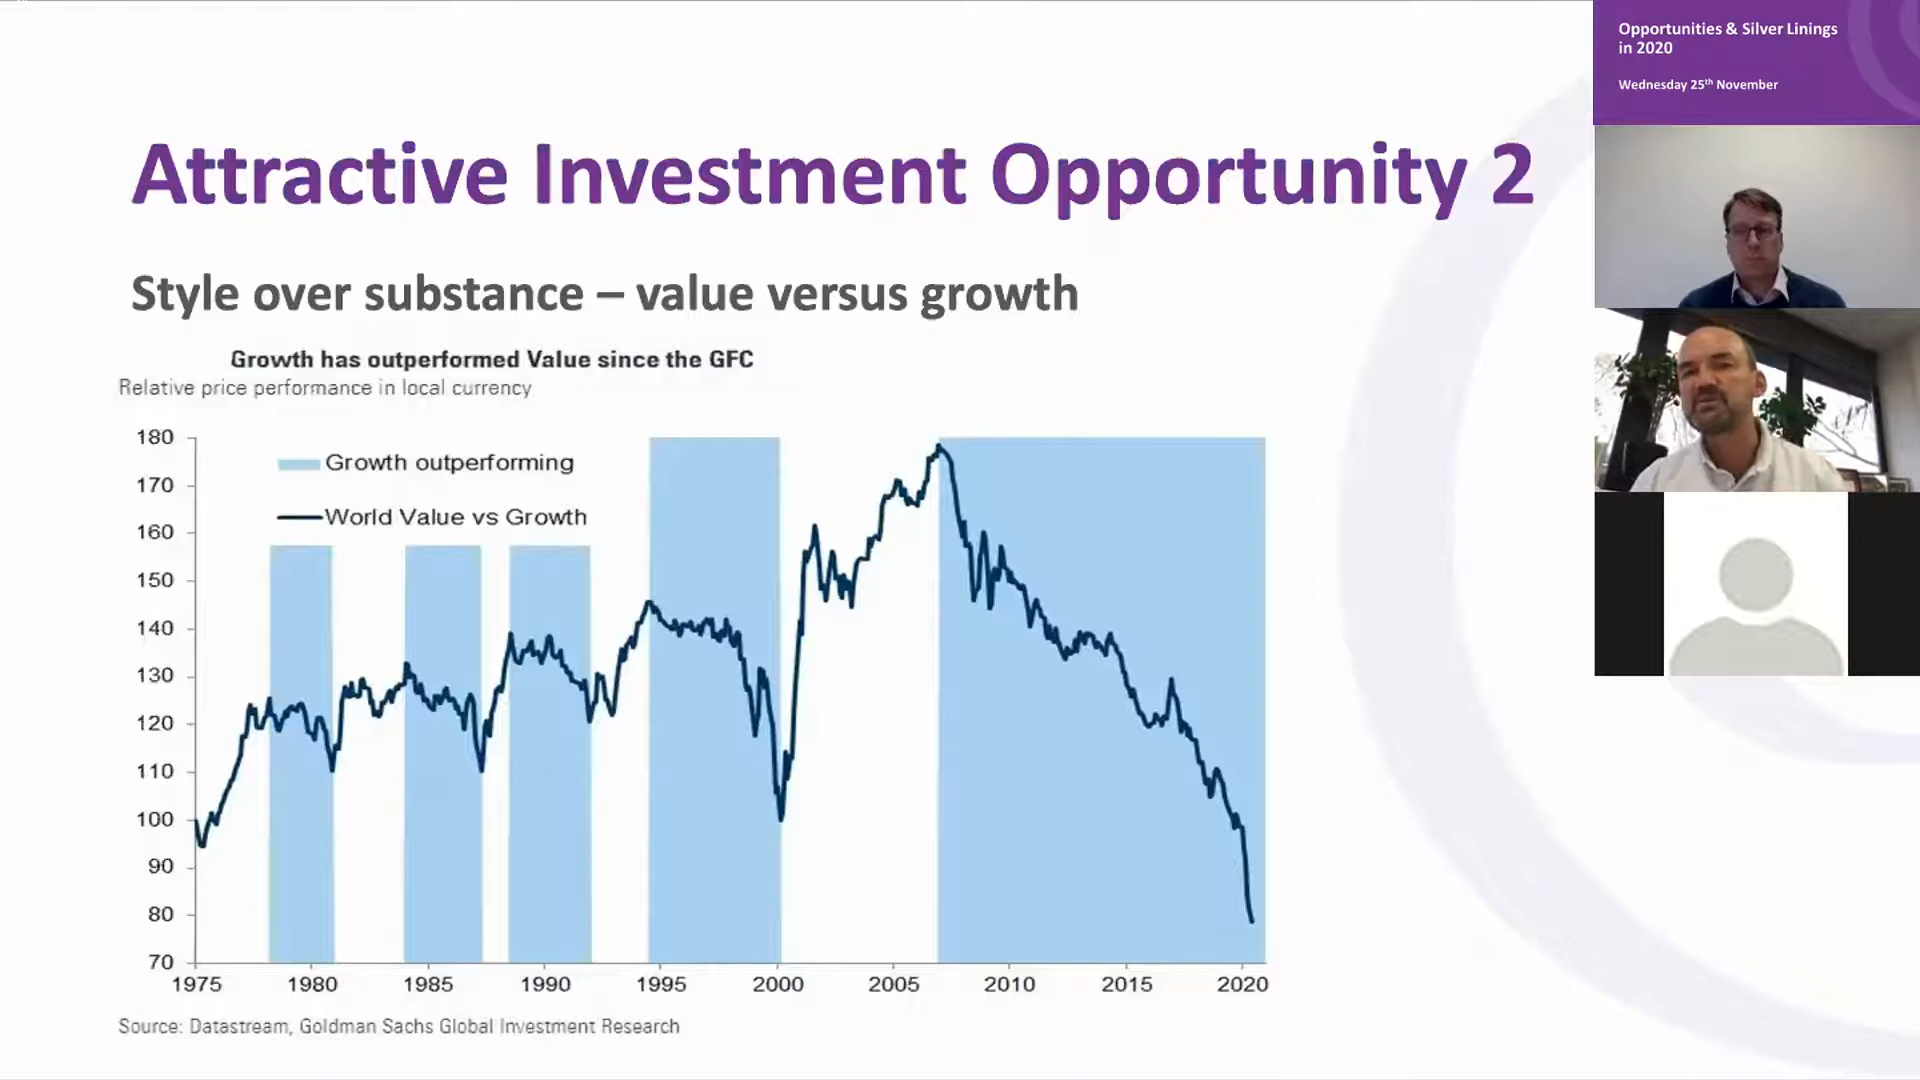 Opportunities & Silver Linings
in 2020
Wednesday 25th November
Attractive Investment Opportunity 2
Style over substance – value versus growth
Growth has outperformed Value since the GFC
Relative price performance in local currency
Growth outperforming
World Value vs Growth
180
170
160
150
140
130
120
110
100
90
80
70
1975 1980 1985 1990 1995 2000 2005 2010 2015 2020
Source: Datastream, Goldman Sachs Global Investment Research